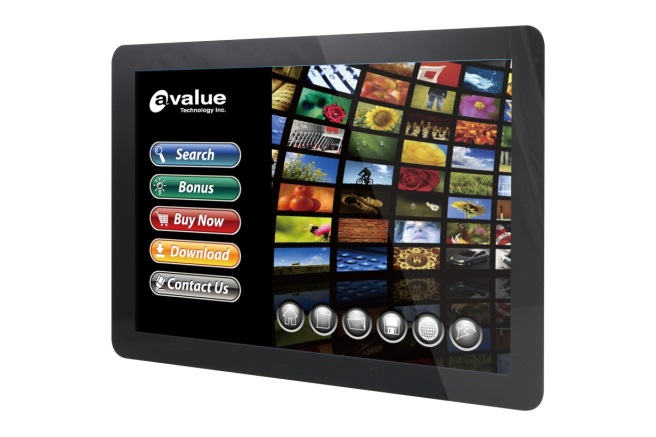 avalue
Technology Inc.
Search
Bonus
Buy Now
Download
Contact Us